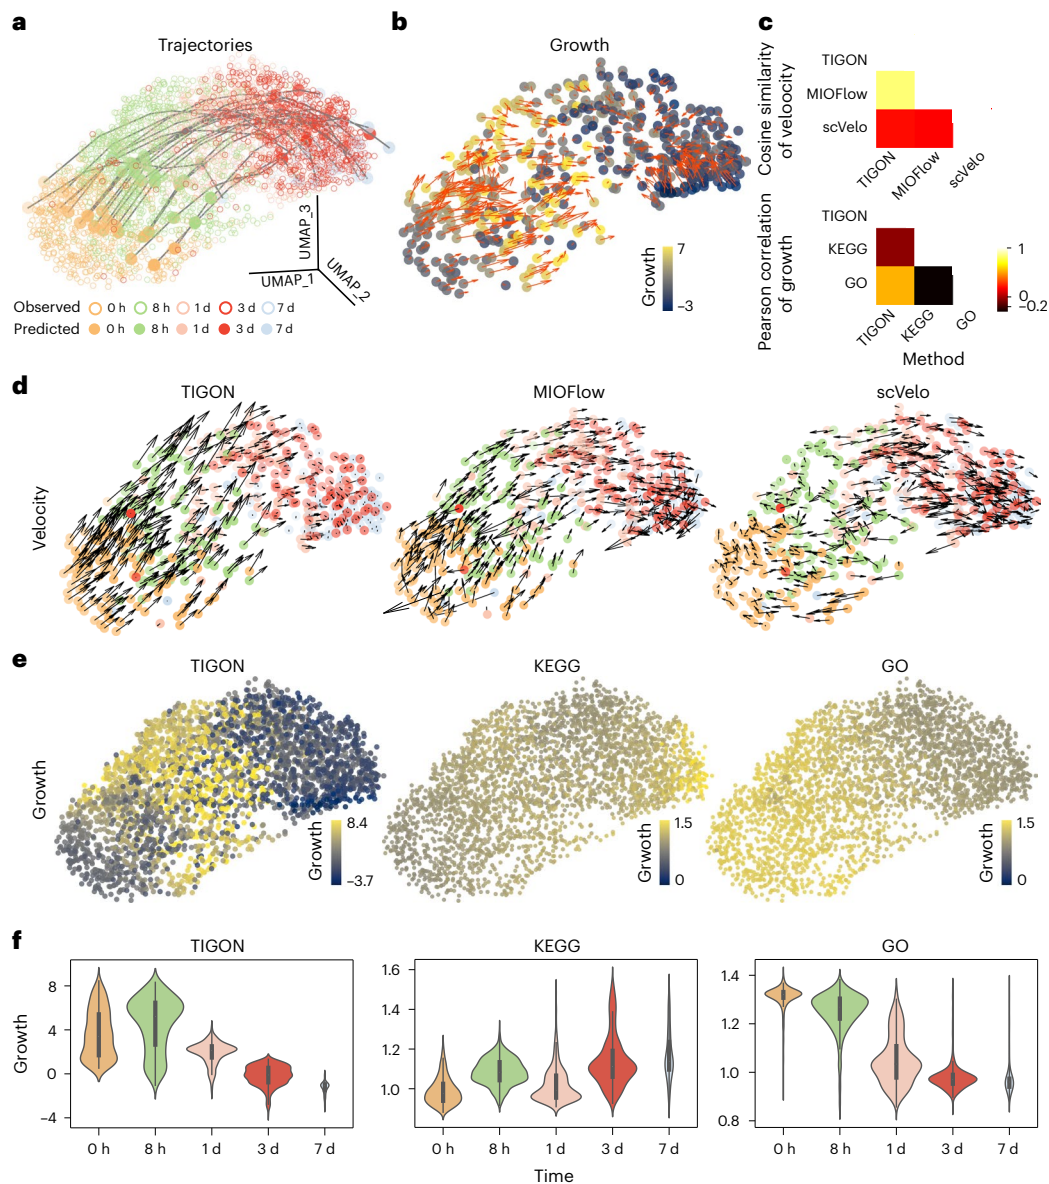 a
Trajectories
UMAP_3
UMAP_1
UMAP_2
Observed 0 h 8 h 1 d 3 d 7 d
Predicted 0 h 8 h 1 d 3 d 7 d
b
Growth
Growth
7
−3
c
Cosine similarity
of veloocity
TIGON
MIOFlow
scVelo
TIGON
MIOFlow
scVelo
Pearson correlation
of growth
TIGON
KEGG
GO
TIGON
KEGG
GO
1
0
−0.2
Method
d
TIGON
MIOFlow
scVelo
Velocity
e
TIGON
KEGG
GO
Growth
Growth
8.4
−3.7
Grwoth
1.5
0
Growth
1.5
0
f
TIGON
KEGG
GO
Growth
8
4
0
−4
0 h 8 h 1 d 3 d 7 d
1.6
1.4
1.2
1.0
0 h 8 h 1 d 3 d 7 d
1.4
1.2
1.0
0.8
0 h 8 h 1 d 3 d 7 d
Time